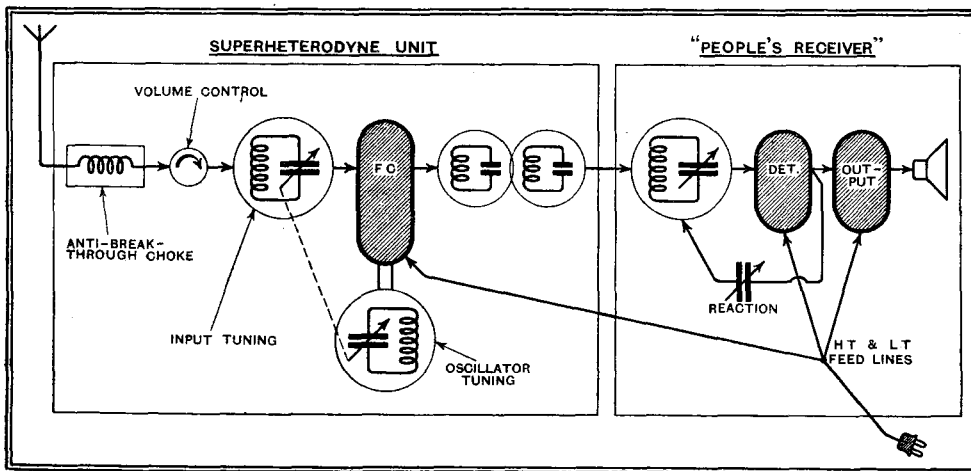 SUPERHETERODYNE UNIT
"PEOPLE'S RECEIVER"
VOLUME CONTROL
F C
DET.
OUT-
PUT
ANTI-BREAK-
THROUGH CHOKE
REACTION
INPUT TUNING
OSCILLATOR
TUNING
HT & LT
FEED LINES